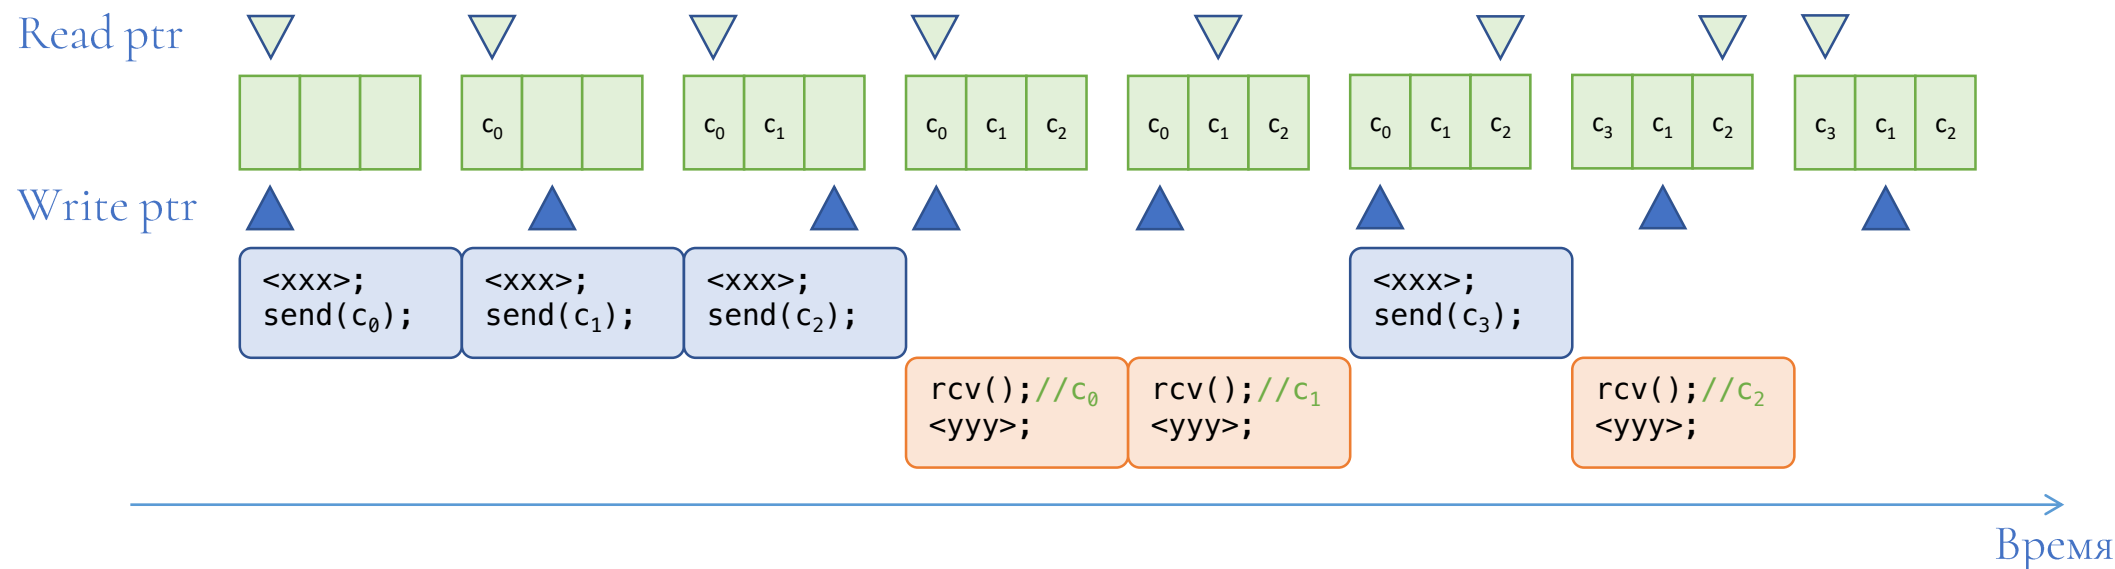 Read ptr
c₀
c₀ c₁
c₀ c₁ c₂
c₀ c₁ c₂
c₀ c₁ c₂
c₃ c₁ c₂
c₃ c₁ c₂
Write ptr
<xxx>;
send(c₀);
<xxx>;
send(c₁);
<xxx>;
send(c₂);
<xxx>;
send(c₃);
rcv();//c₀
<yyy>;
rcv();//c₁
<yyy>;
rcv();//c₂
<yyy>;
Время